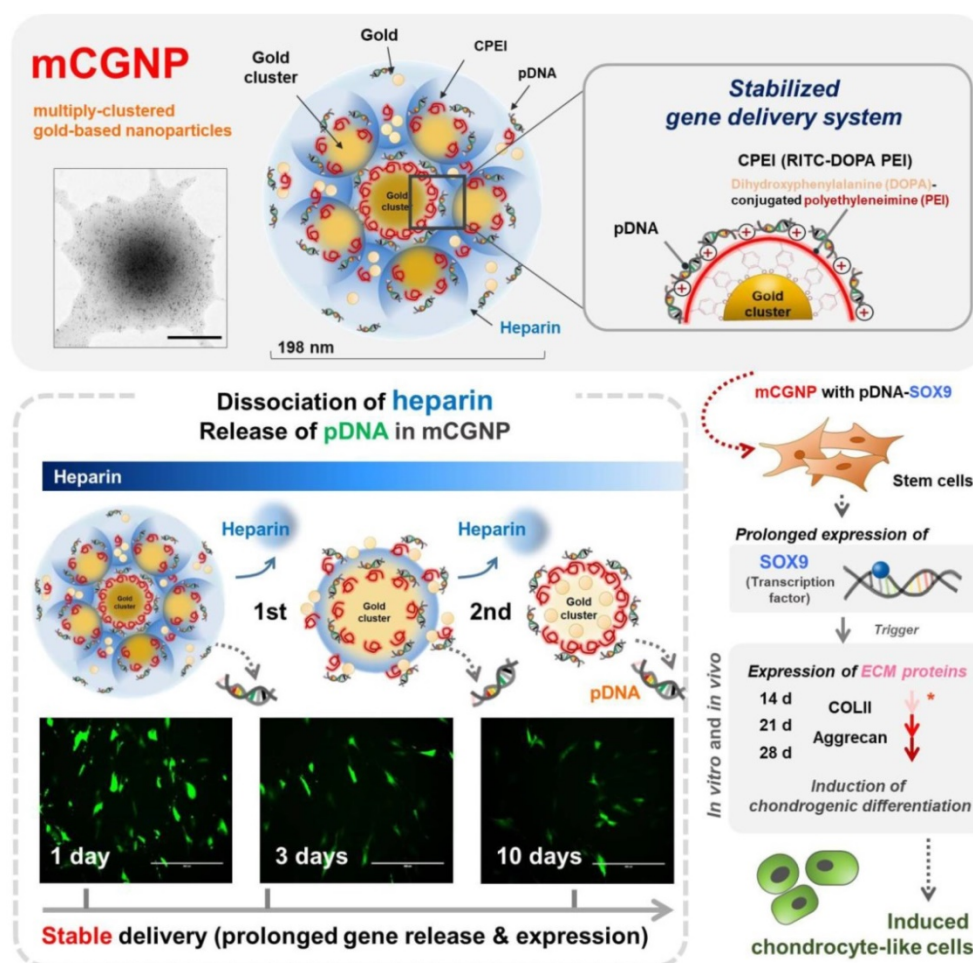 mCGNP
multiply-clustered
gold-based nanoparticles
Gold
cluster
Gold
CPEI
pDNA
Gold
cluster
Heparin
198 nm
Stabilized
gene delivery system
CPEI (RITC-DOPA PEI)
Dihydroxyphenylalanine (DOPA)-
conjugated polyethyleneimine (PEI)
pDNA
+
+
+
+
+
+
Gold
cluster
Dissociation of heparin
Release of pDNA in mCGNP
Heparin
Gold
cluster
Heparin
1st
Gold
cluster
Heparin
2nd
Gold
cluster
pDNA
1 day
3 days
10 days
Stable delivery (prolonged gene release & expression)
mCGNP with pDNA-SOX9
Stem cells
Prolonged expression of
SOX9
(Transcription
factor)
Trigger
In vitro and in vivo
Expression of ECM proteins
14 d
COLII
*
21 d
Aggrecan
28 d
Induction of
chondrogenic differentiation
Induced
chondrocyte-like cells